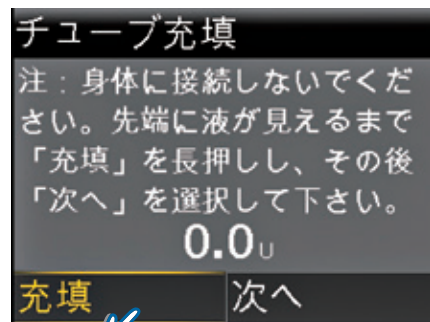 チューブ充填
注：身体に接続しないでくだ
さい。先端に液が見えるまで
「充填」を長押しし、その後
「次へ」を選択して下さい。
0.0U
充填 次へ